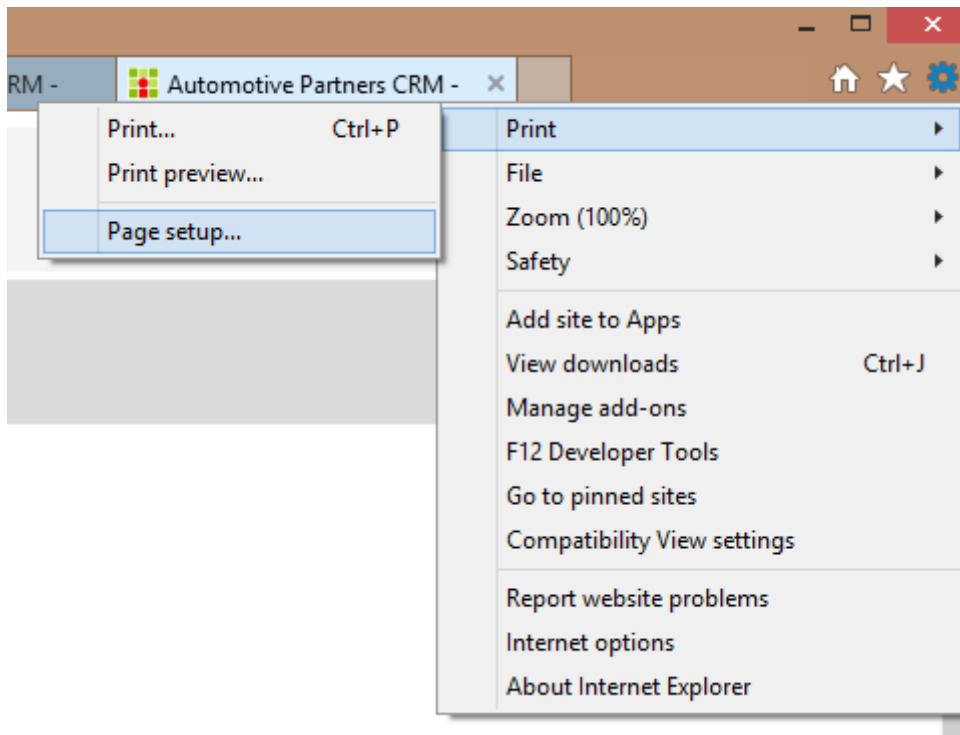 RM -
Automotive Partners CRM -
Print... Ctrl+P
Print preview...
Page setup...
Print
File
Zoom (100%)
Safety
Add site to Apps
View downloads Ctrl+J
Manage add-ons
F12 Developer Tools
Go to pinned sites
Compatibility View settings
Report website problems
Internet options
About Internet Explorer